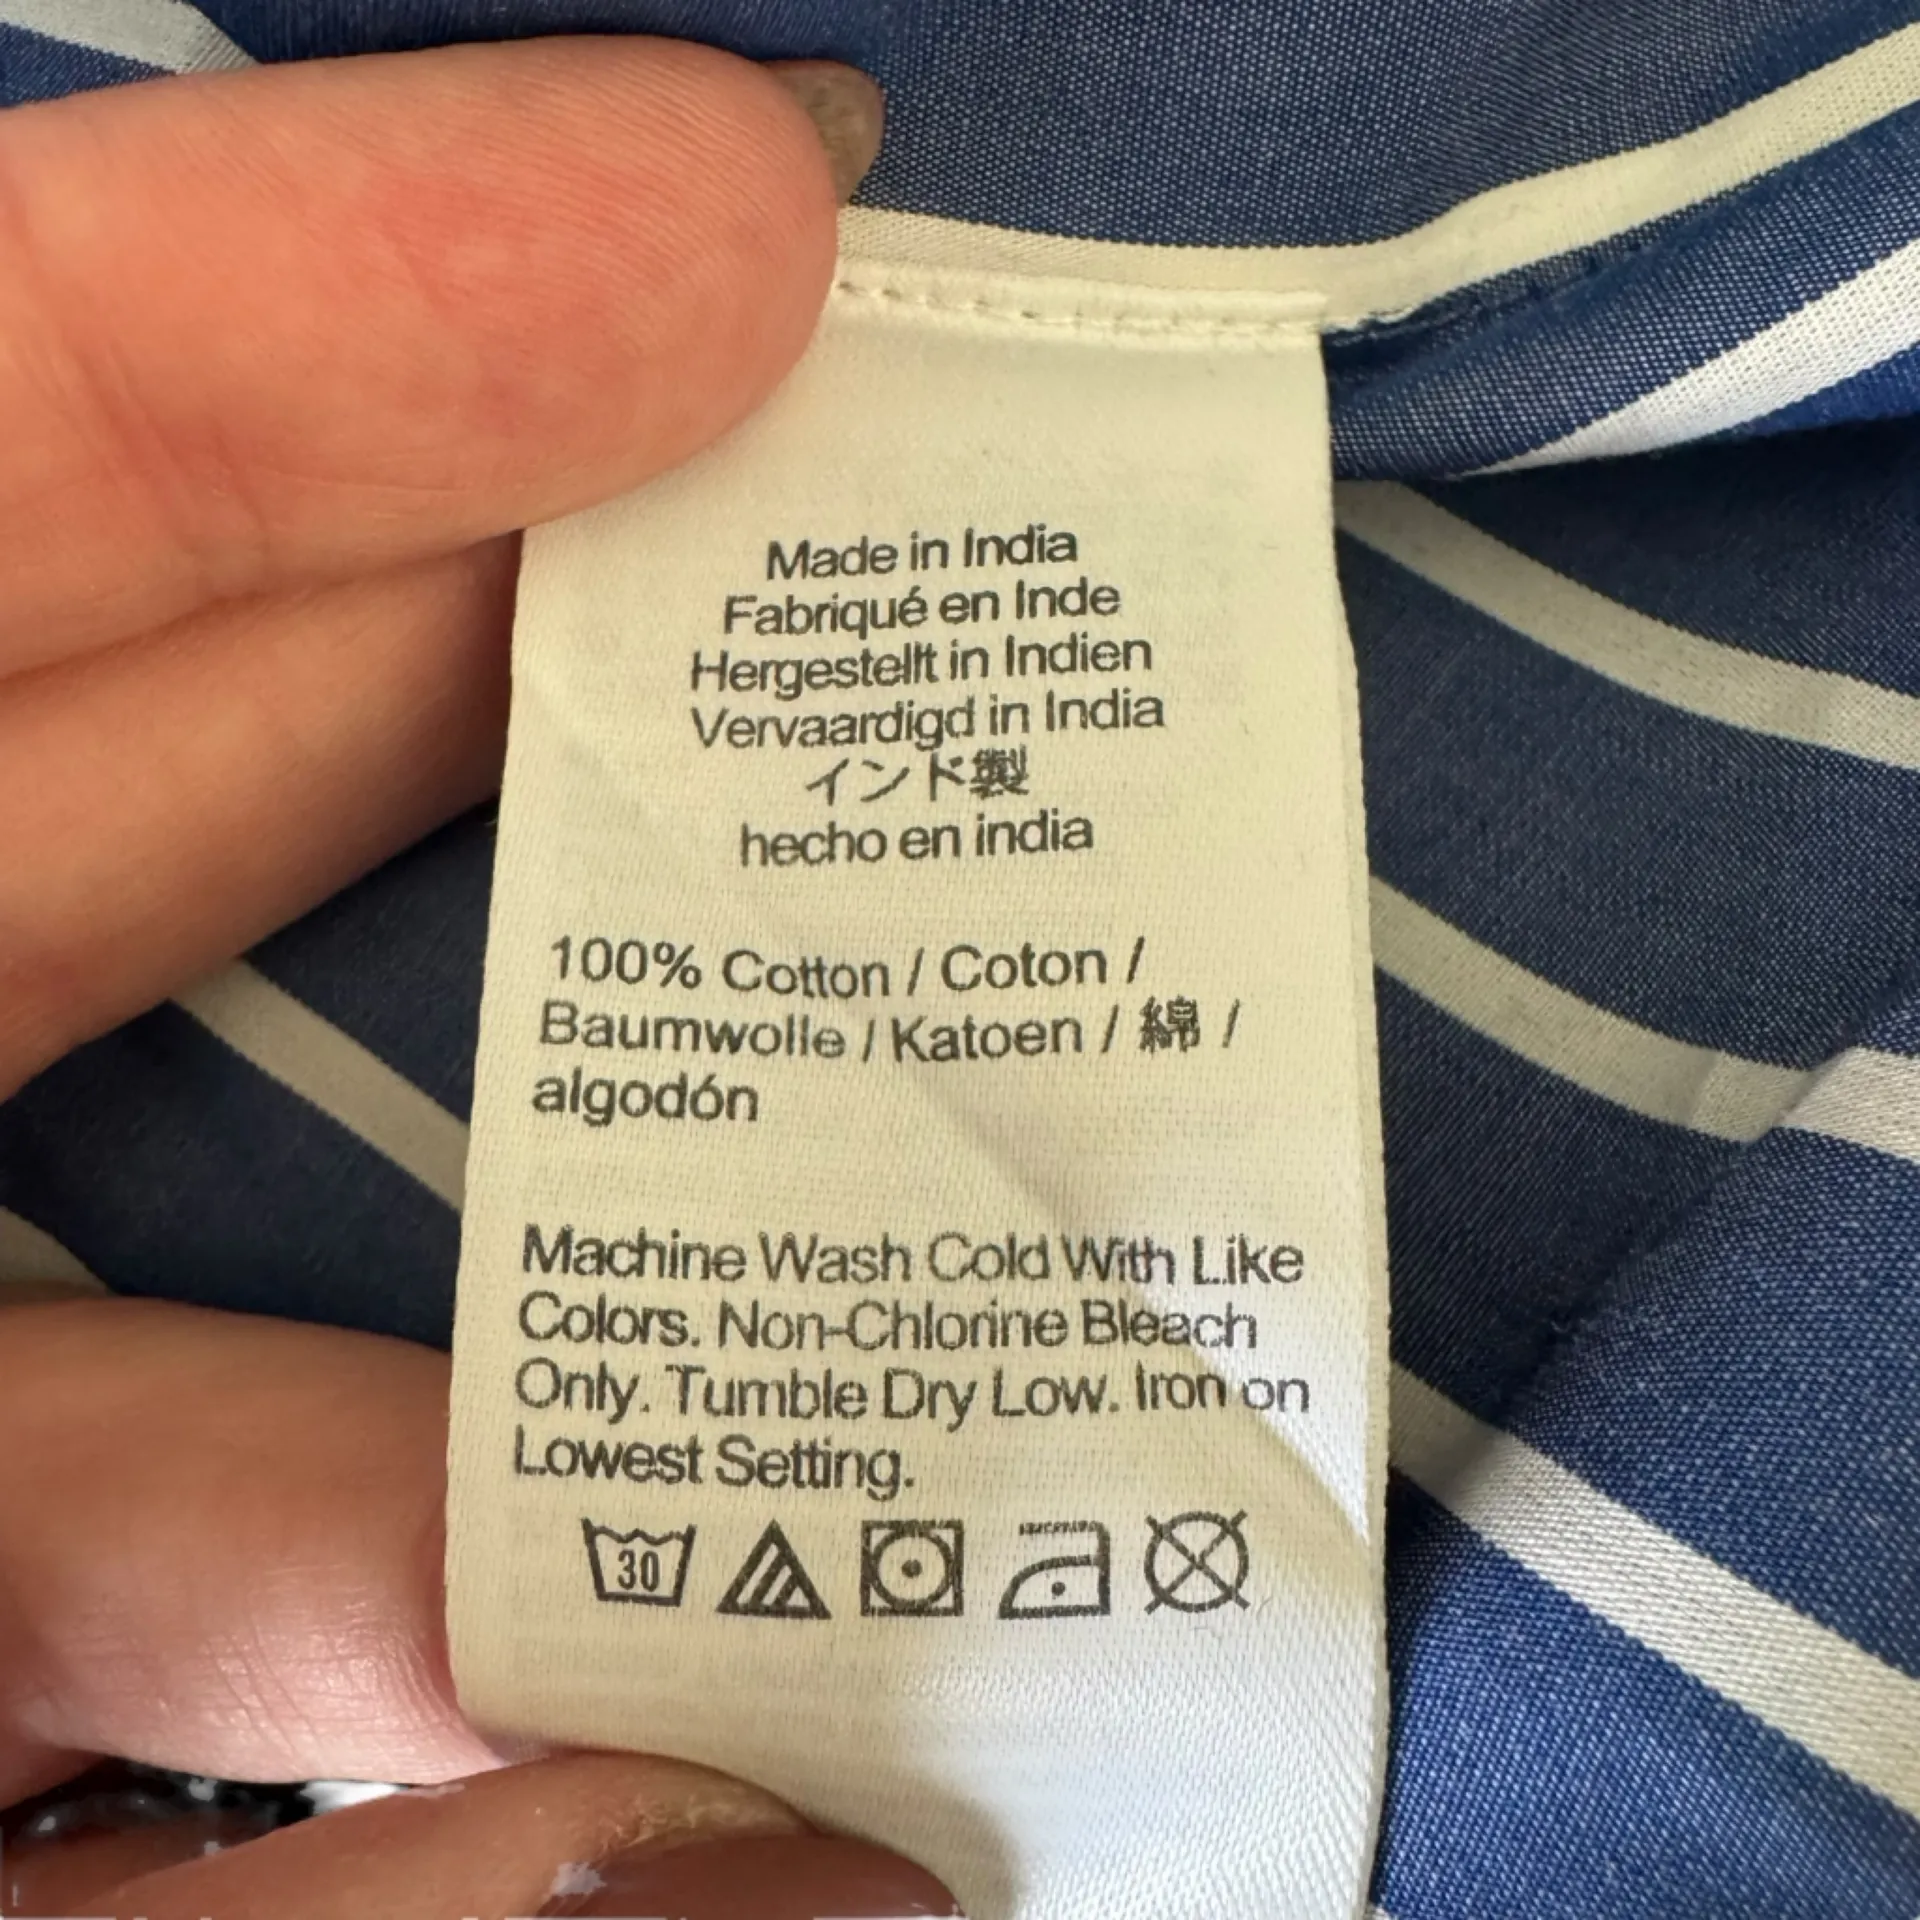 Made in India
Fabriqué en Inde
Hergestellt in Indien
Vervaardigd in India
インド製
hecho en india
100% Cotton / Coton /
Baumwolle / Katoen / 綿 /
algodón
Machine Wash Cold With Like
Colors. Non-Chlorine Bleach
Only. Tumble Dry Low. Iron on
Lowest Setting.
30